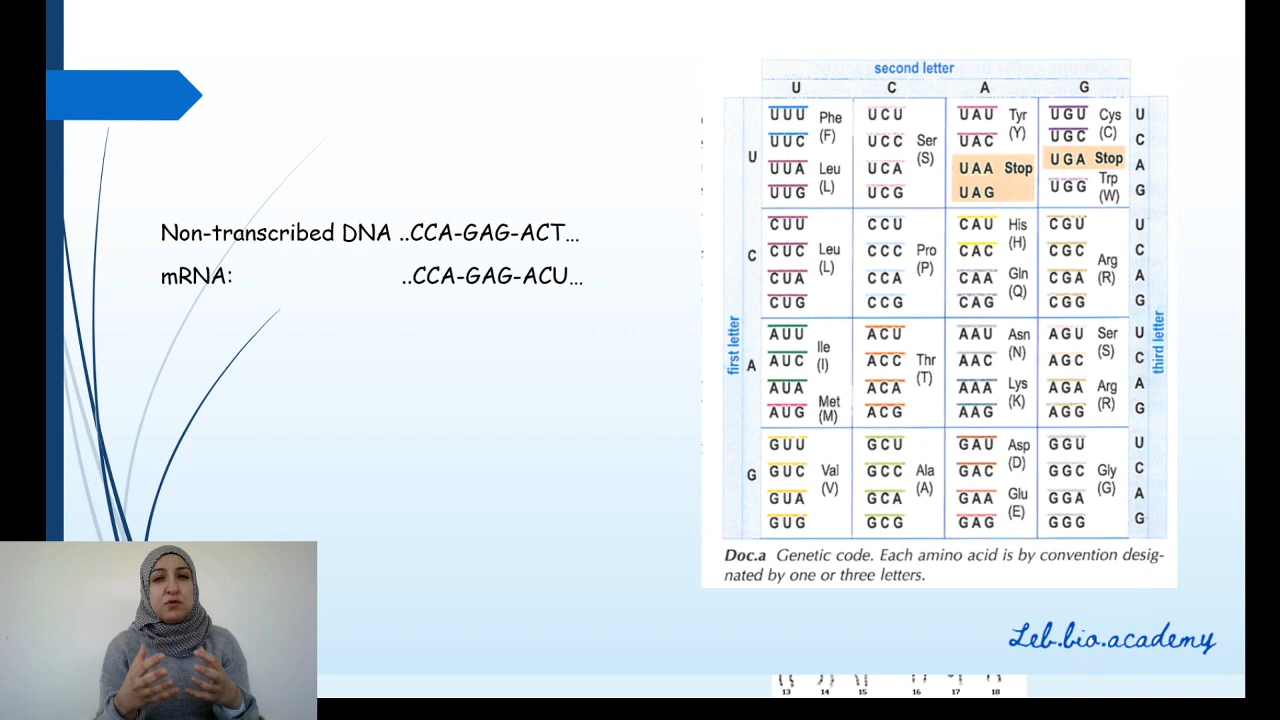 Non-transcribed DNA ..CCA-GAG-ACT...
mRNA: ..CCA-GAG-ACU...
second letter
U C A G
first letter
third letter
U
UUU Phe UCU UAU Tyr UGU Cys U
(F) (Y) (C)
UUC UCC Ser UAC UGC C
(S)
UUA Leu UCA UAA Stop UGA Stop A
(L) Trp
UUG UCG UAG UGG (W) G
C
CUU CCU CAU His CGU U
(H)
CUC Leu CCC Pro CAC CGC Arg C
(L) (P) (R)
CUA CCA CAA Gln CGA A
(Q)
CUG CCG CAG CGG G
A
AUU Ile ACU AAU Asn AGU Ser U
(I) (N) (S)
AUC ACC Thr AAC AGC C
(T)
AUA ACA AAA Lys AGA Arg A
Met (K) (R)
AUG (M) ACG AAG AGG G
G
GUU GCU GAU Asp GGU U
(D)
GUC Val GCC Ala GAC GGC Gly C
(V) (A) (G)
GUA GCA GAA Glu GGA A
(E)
GUG GCG GAG GGG G
Doc.a Genetic code. Each amino acid is by convention desig-
nated by one or three letters.
Leb.bio.academy
13 14 15 16 17 18